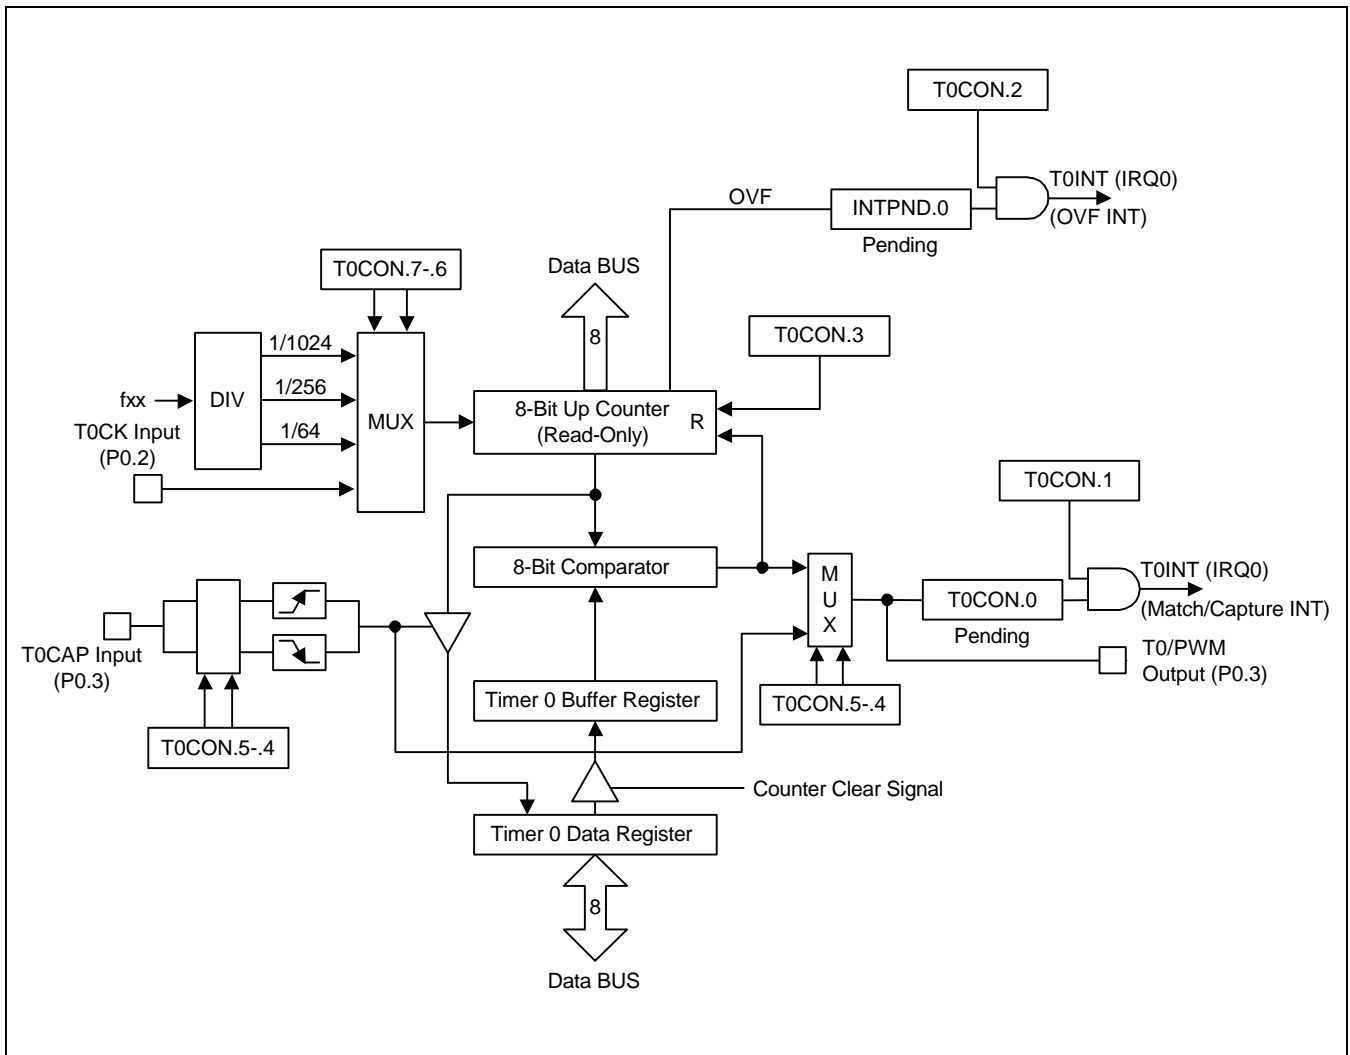 T0CON.2
T0INT (IRQ0)
(OVF INT)
OVF
INTPND.0
Pending
T0CON.7-.6
Data BUS
8
T0CON.3
1/1024
1/256
1/64
fxx
DIV
MUX
T0CK Input
(P0.2)
8-Bit Up Counter
(Read-Only)
R
T0CON.1
8-Bit Comparator
M
U
X
T0CON.0
Pending
T0INT (IRQ0)
(Match/Capture INT)
T0/PWM
Output (P0.3)
T0CAP Input
(P0.3)
T0CON.5-.4
Timer 0 Buffer Register
T0CON.5-.4
Counter Clear Signal
Timer 0 Data Register
8
Data BUS